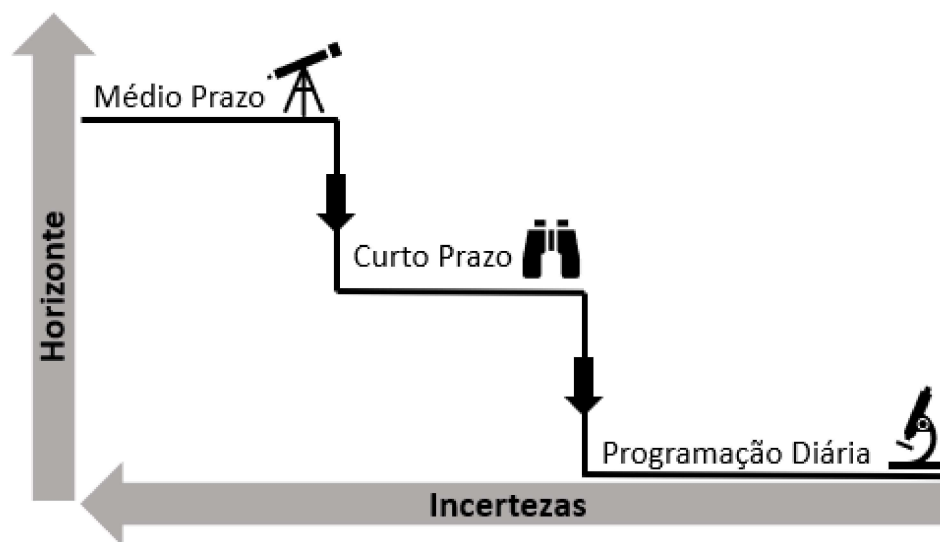 Médio Prazo
Curto Prazo
Horizonte
Programação Diária
Incertezas